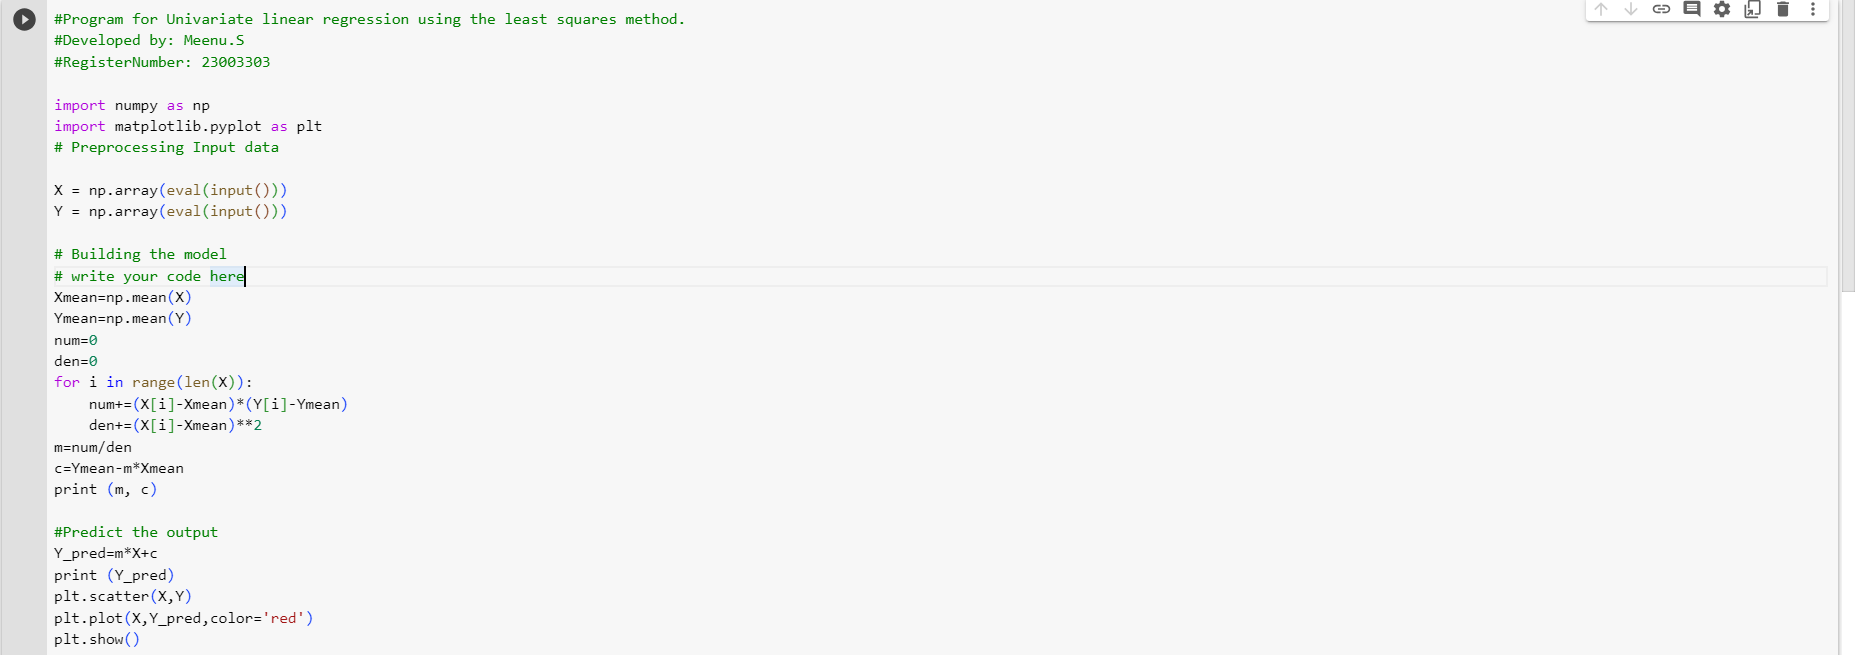 #Program for Univariate linear regression using the least squares method.
#Developed by: Meenu.S
#RegisterNumber: 23003303

import numpy as np
import matplotlib.pyplot as plt
# Preprocessing Input data

X = np.array(eval(input()))
Y = np.array(eval(input()))

# Building the model
# write your code here
Xmean=np.mean(X)
Ymean=np.mean(Y)
num=0
den=0
for i in range(len(X)):
    num+=(X[i]-Xmean)*(Y[i]-Ymean)
    den+=(X[i]-Xmean)**2
m=num/den
c=Ymean-m*Xmean
print (m, c)

#Predict the output
Y_pred=m*X+c
print (Y_pred)
plt.scatter(X,Y)
plt.plot(X,Y_pred,color='red')
plt.show()